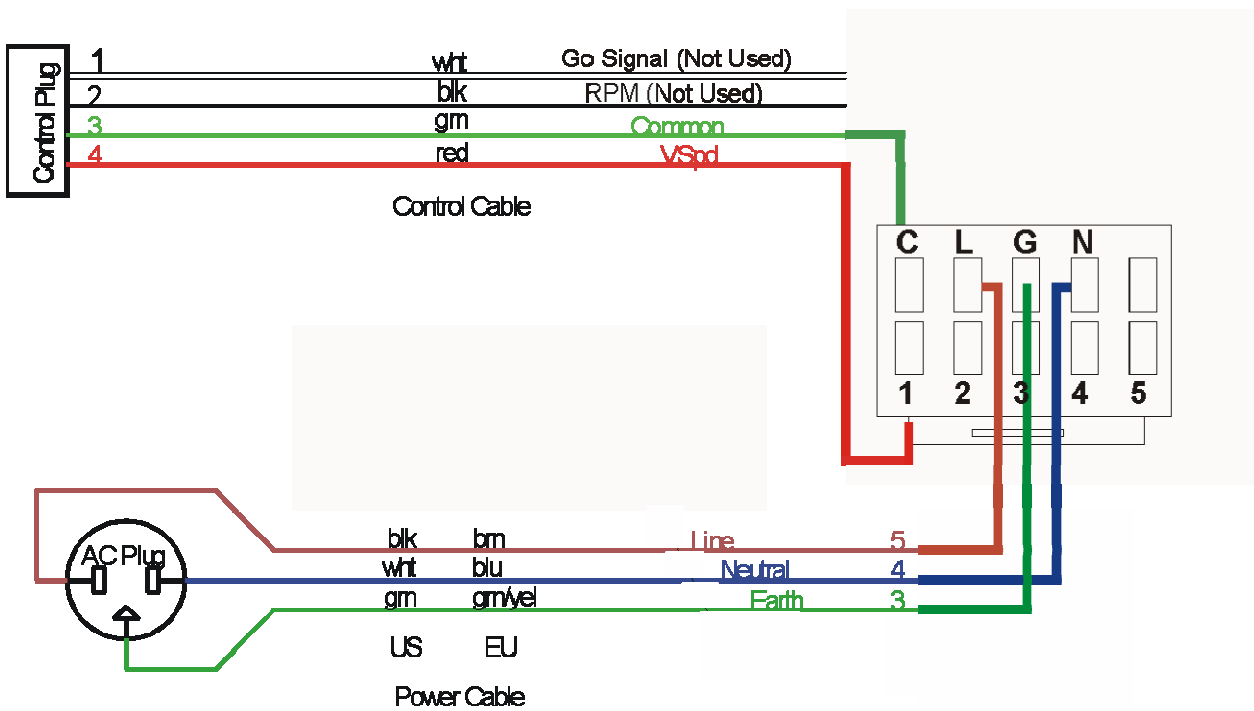 Control Plug
1 wht Go Signal (Not Used)
2 blk RPM (Not Used)
3 grn Common
4 red VSpd
Control Cable
C L G N
1 2 3 4 5
AC Plug
blk brn Line 5
wht blu Neutral 4
grn grn/yel Earth 3
US EU
Power Cable